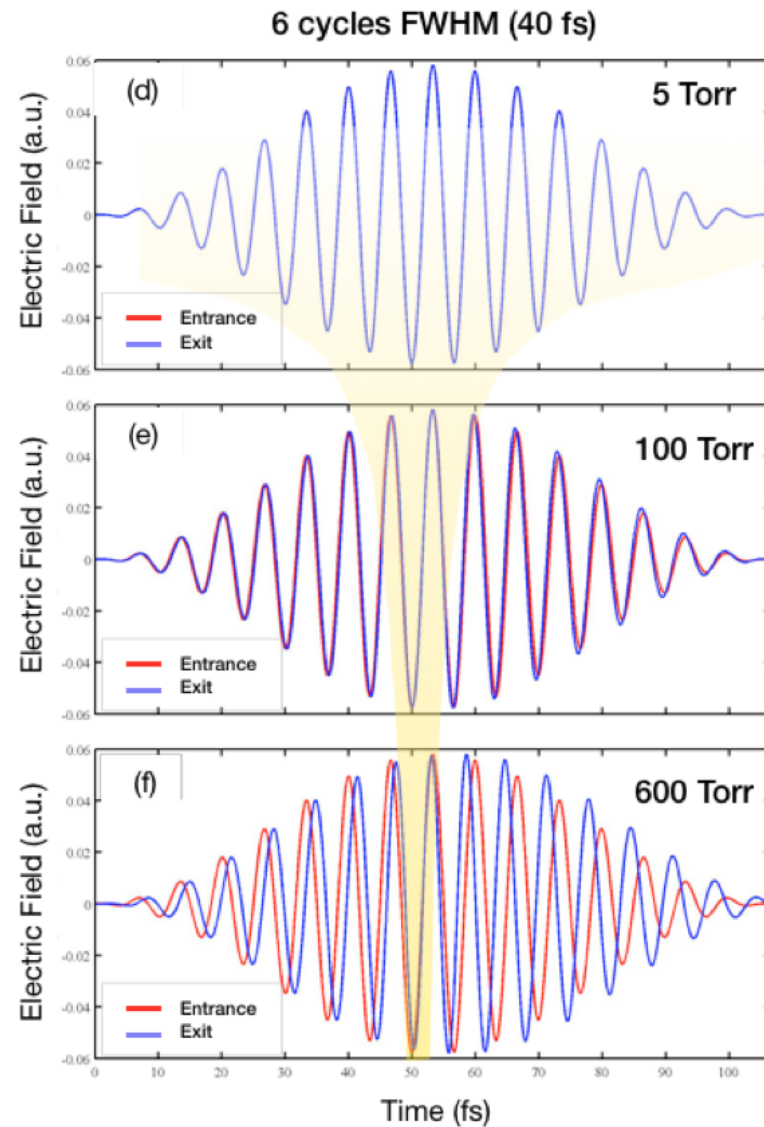 6 cycles FWHM (40 fs)
(d)
5 Torr
Electric Field (a.u.)
0.06
0.04
0.02
0
-0.02
-0.04
-0.06
Entrance
Exit
(e)
100 Torr
Electric Field (a.u.)
0.06
0.04
0.02
0
-0.02
-0.04
-0.06
Entrance
Exit
(f)
600 Torr
Electric Field (a.u.)
0.06
0.04
0.02
0
-0.02
-0.04
-0.06
Entrance
Exit
0 10 20 30 40 50 60 70 80 90 100
Time (fs)